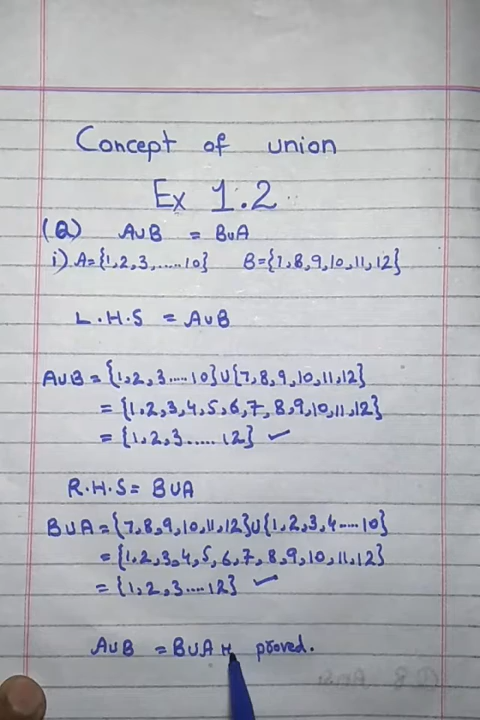 Concept of union
Ex 1.2
(Q) A∪B = B∪A
i) A={1,2,3,.....10} B={7,8,9,10,11,12}
L.H.S = A∪B
A∪B = {1,2,3.....10}∪{7,8,9,10,11,12}
= {1,2,3,4,5,6,7,8,9,10,11,12}
= {1,2,3.....12} ✓
R.H.S = B∪A
B∪A = {7,8,9,10,11,12}∪{1,2,3,4....10}
= {1,2,3,4,5,6,7,8,9,10,11,12}
= {1,2,3....12} ✓
A∪B = B∪A H proved.